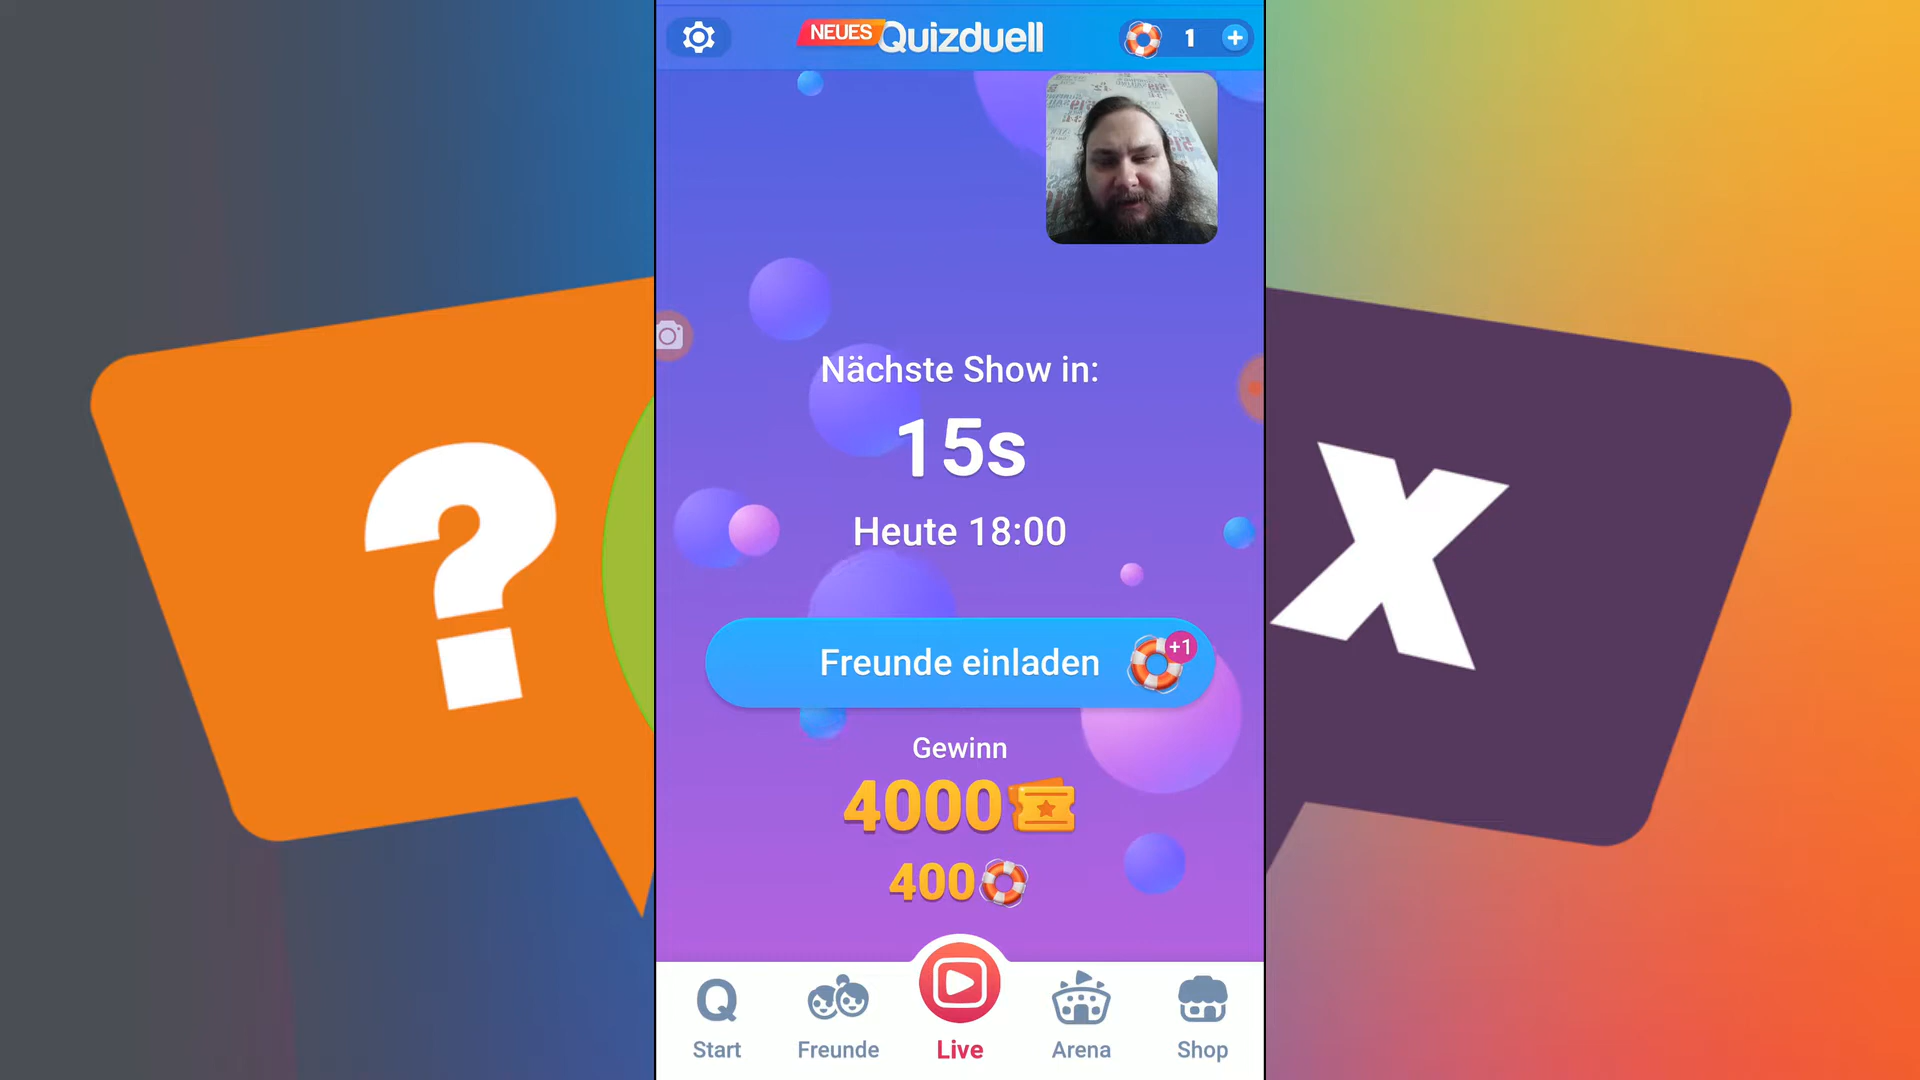 NEUES Quizduell
1
Nächste Show in:
15s
Heute 18:00
Freunde einladen
+1
Gewinn
4000
400
?
X
Q
Start
Freunde
Live
Arena
Shop